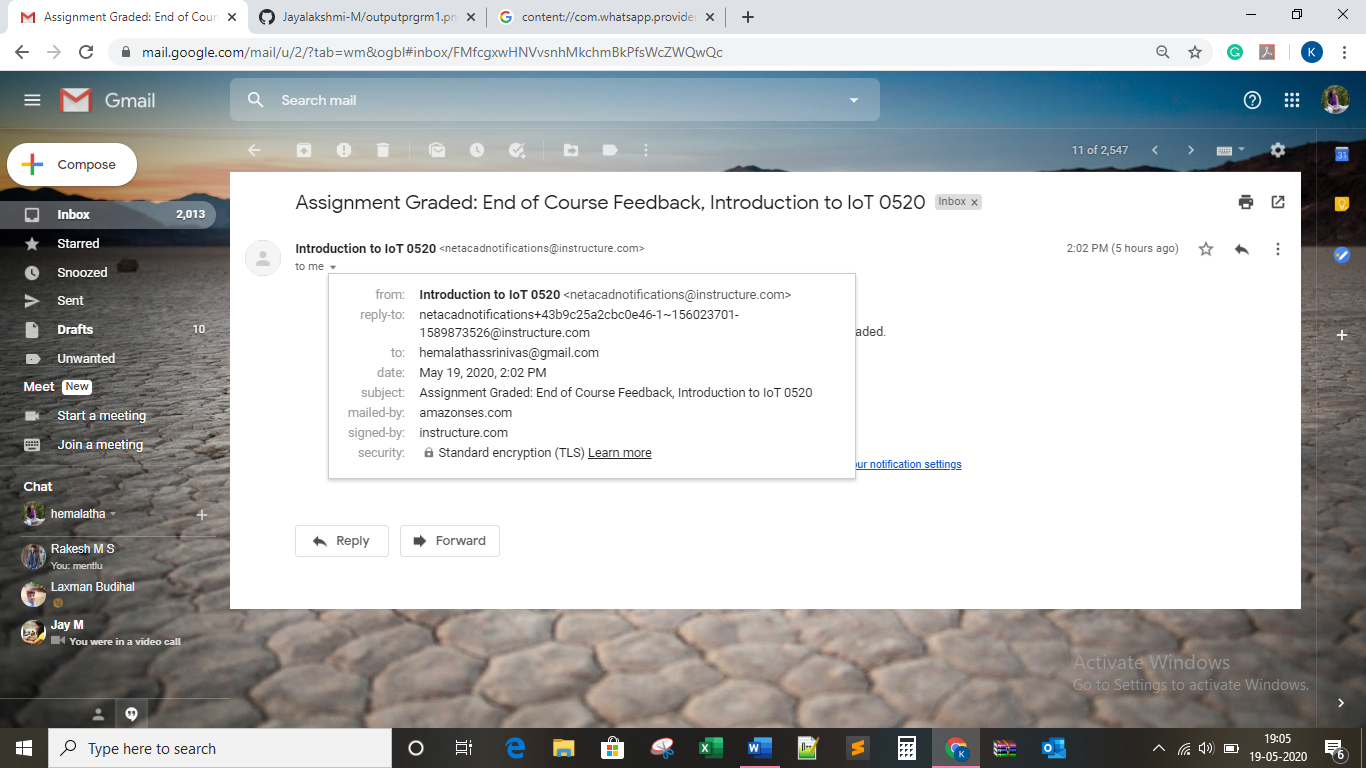 Assignment Graded: End of Cour
Jayalakshmi-M/outputprgrm1.pn
content://com.whatsapp.provider
mail.google.com/mail/u/2/?tab=wm&ogbl#inbox/FMfcgxwHNVvsnhMkchmBkPfsWcZWQwQc
K
Gmail
Search mail
Compose
11 of 2,547
31
Inbox 2,013
Starred
Snoozed
Sent
Drafts 10
Unwanted
Meet New
Start a meeting
Join a meeting
Chat
hemalatha
Rakesh M S
You: mentlu
Laxman Budihal
Jay M
You were in a video call
Assignment Graded: End of Course Feedback, Introduction to IoT 0520 Inbox x
Introduction to IoT 0520 <netacadnotifications@instructure.com> 2:02 PM (5 hours ago)
to me
from: Introduction to IoT 0520 <netacadnotifications@instructure.com>
reply-to: netacadnotifications+43b9c25a2cbc0e46-1~156023701-
1589873526@instructure.com
aded.
to: hemalathassrinivas@gmail.com
date: May 19, 2020, 2:02 PM
subject: Assignment Graded: End of Course Feedback, Introduction to IoT 0520
mailed-by: amazonses.com
signed-by: instructure.com
security: Standard encryption (TLS) Learn more
our notification settings
Reply
Forward
Activate Windows
Go to Settings to activate Windows.
Type here to search
19:05
19-05-2020
6